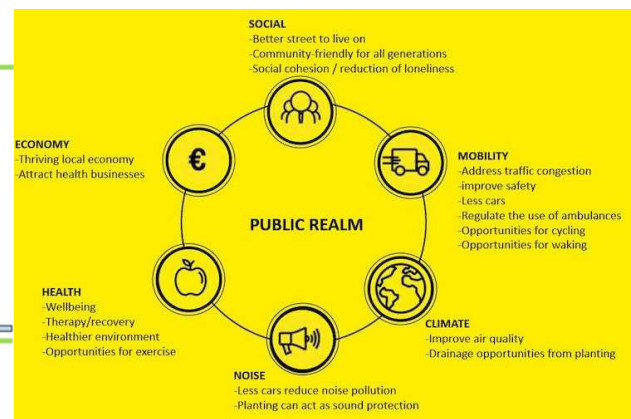 SOCIAL
-Better street to live on
-Community-friendly for all generations
-Social cohesion / reduction of loneliness
ECONOMY
-Thriving local economy
-Attract health businesses
€
MOBILITY
-Address traffic congestion
-improve safety
-Less cars
-Regulate the use of ambulances
-Opportunities for cycling
-Opportunities for waking
PUBLIC REALM
HEALTH
-Wellbeing
-Therapy/recovery
-Healthier environment
-Opportunities for exercise
CLIMATE
-Improve air quality
-Drainage opportunities from planting
NOISE
-Less cars reduce noise pollution
-Planting can act as sound protection